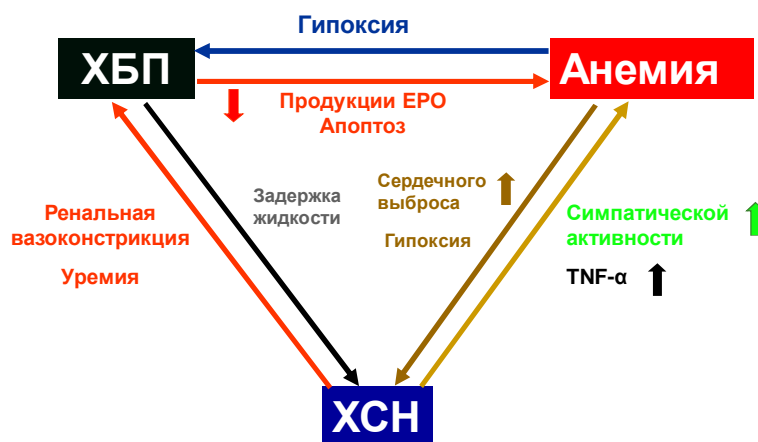 Гипоксия
ХБП
Анемия
Продукции ЕРО
Апоптоз
Задержка
жидкости
Сердечного
выброса
Гипоксия
Ренальная
вазоконстрикция
Уремия
Симпатической
активности
TNF-α
ХСН